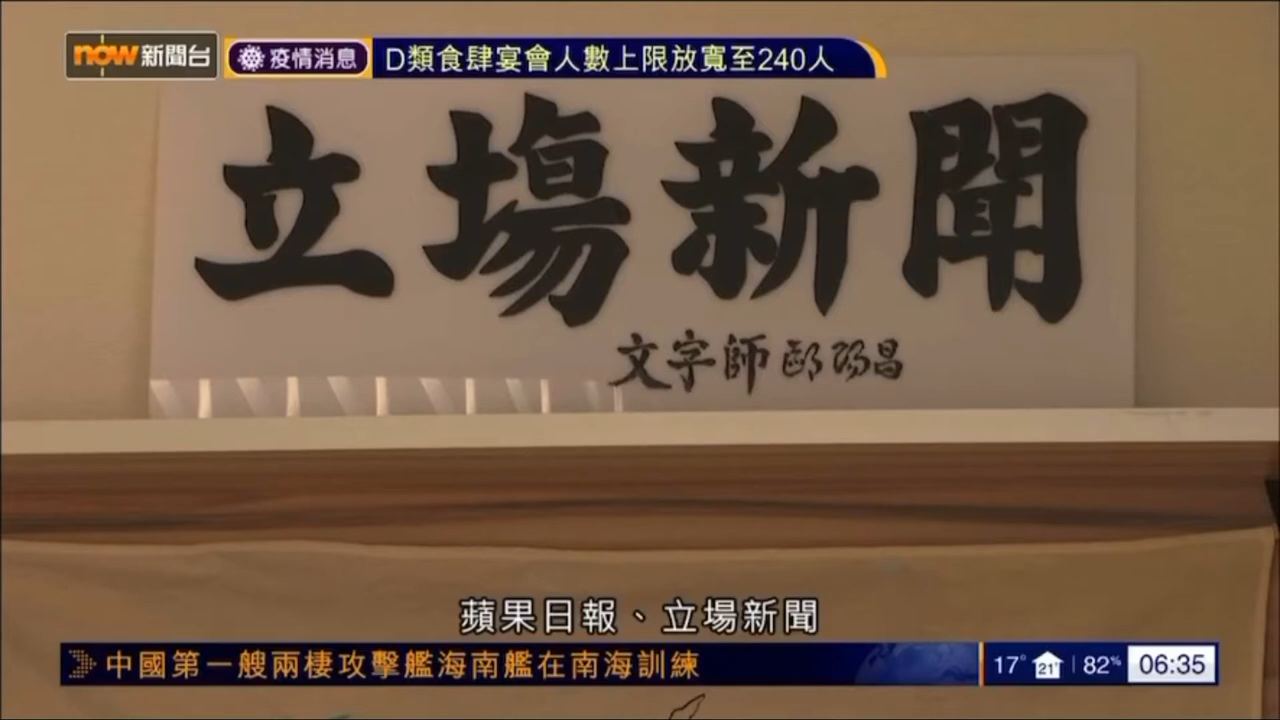 now新聞台
疫情消息
D類食肆宴會人數上限放寬至240人
立場新聞
文字師 歐陽昌
蘋果日報、立場新聞
中國第一艘兩棲攻擊艦海南艦在南海訓練
17° 21° 82% 06:35